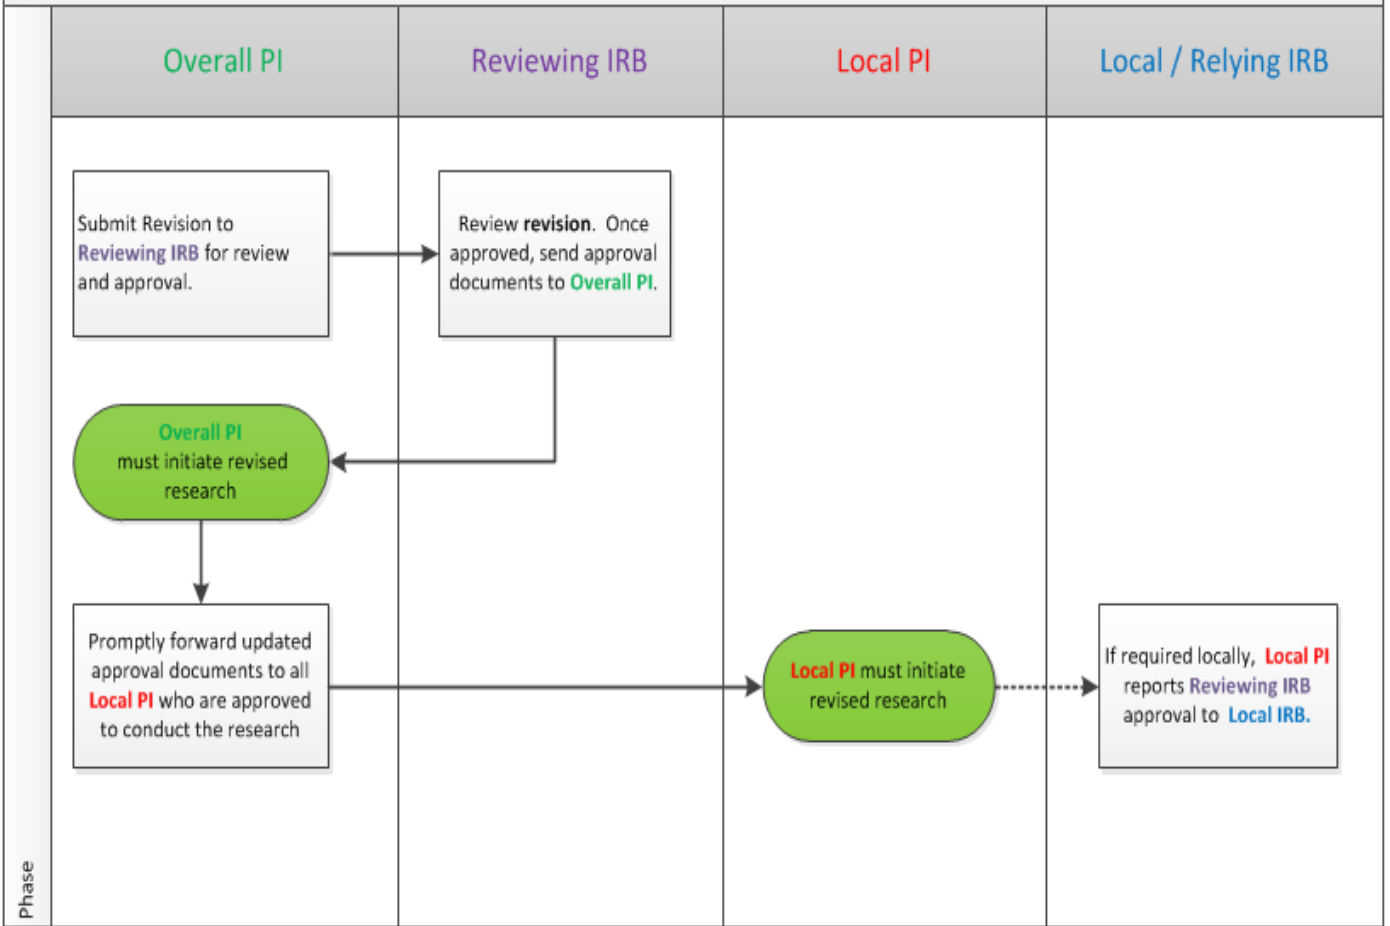 Overall PI
Reviewing IRB
Local PI
Local / Relying IRB
Submit Revision to
Reviewing IRB for review
and approval.
Review revision. Once
approved, send approval
documents to Overall PI.
Overall PI
must initiate revised
research
Promptly forward updated
approval documents to all
Local PI who are approved
to conduct the research
Local PI must initiate
revised research
If required locally, Local PI
reports Reviewing IRB
approval to Local IRB.
Phase